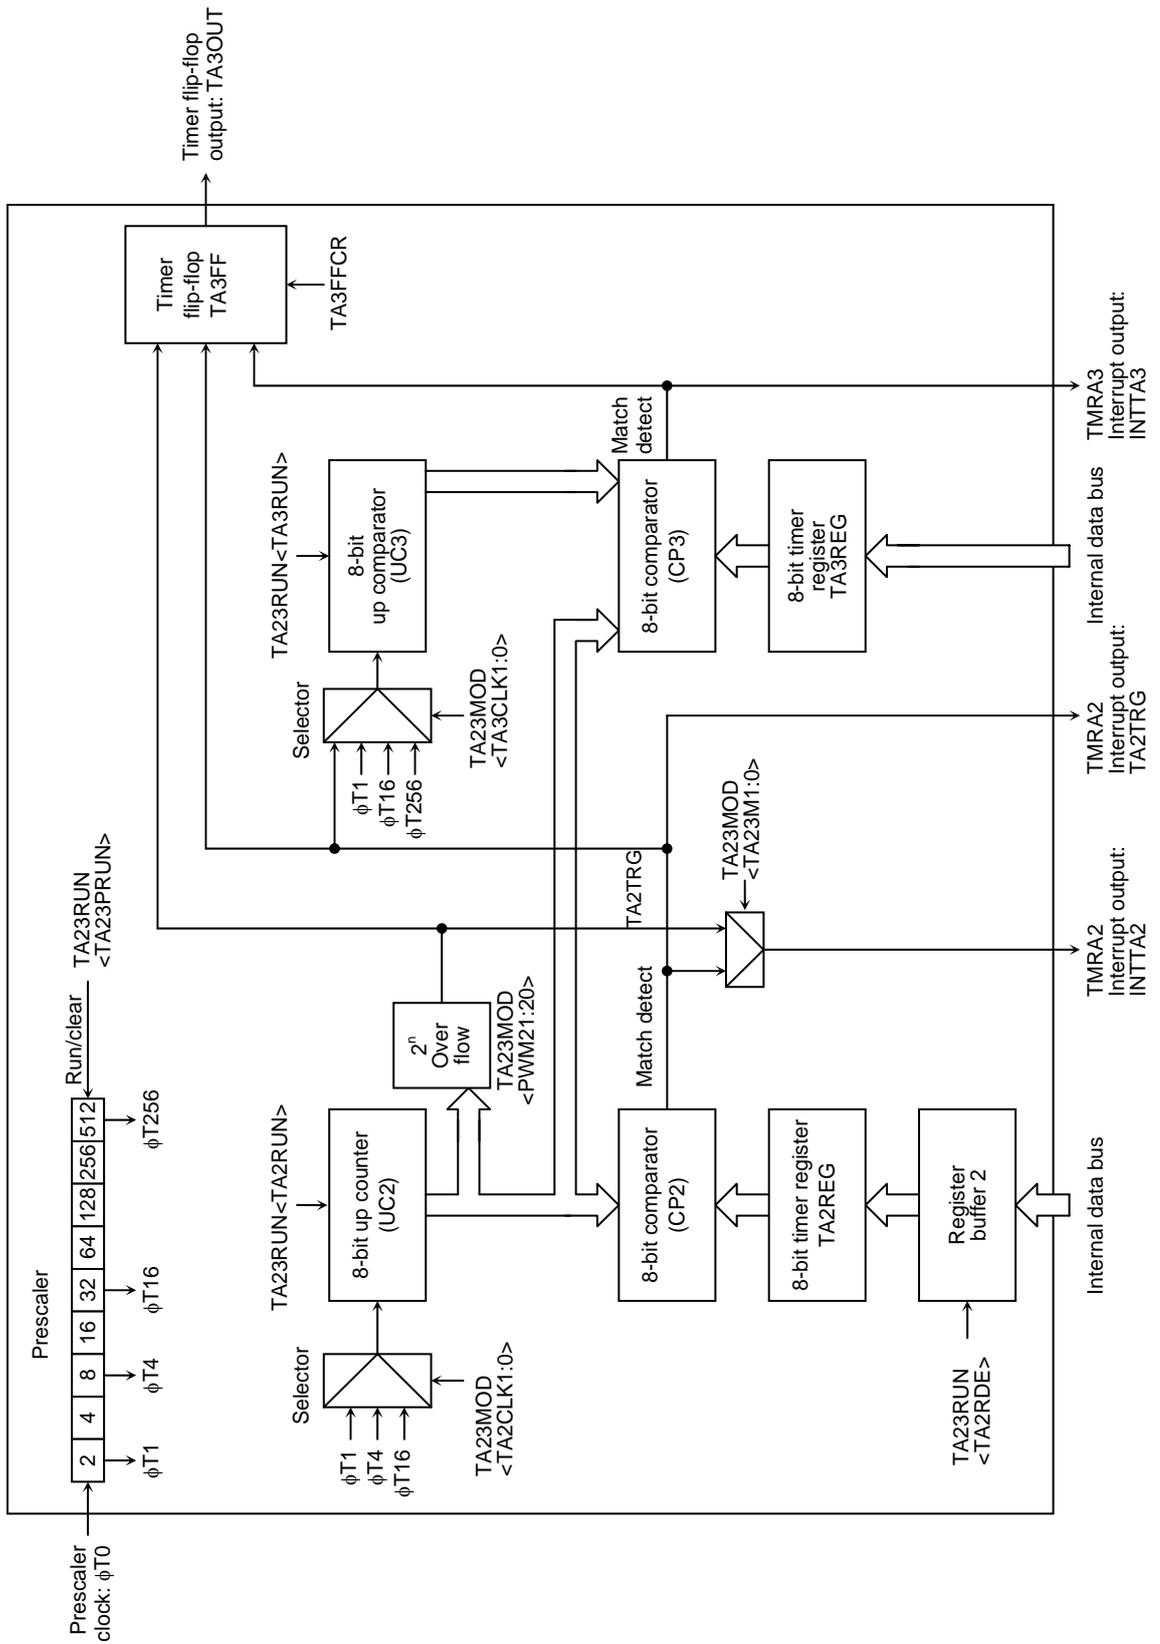 Prescaler
Prescaler
clock: ϕT0
2 4 8 16 32 64 128 256 512
Run/clear
TA23RUN
<TA23PRUN>
ϕT1
ϕT4
ϕT16
ϕT256
Timer flip-flop
output: TA3OUT
Timer
flip-flop
TA3FF
TA3FFCR
Selector
ϕT1
ϕT4
ϕT16
TA23MOD
<TA2CLK1:0>
TA23RUN<TA2RUN>
8-bit up counter
(UC2)
2ⁿ
Over
flow
TA23MOD
<PWM21:20>
Selector
ϕT1
ϕT16
ϕT256
TA23MOD
<TA3CLK1:0>
TA23RUN<TA3RUN>
8-bit
up comparator
(UC3)
8-bit comparator
(CP2)
Match detect
TA2TRG
TA23MOD
<TA23M1:0>
8-bit comparator
(CP3)
Match
detect
8-bit timer register
TA2REG
8-bit timer
register
TA3REG
TA23RUN
<TA2RDE>
Register
buffer 2
Internal data bus
TMRA2
Interrupt output:
INTTA2
TMRA2
Interrupt output:
TA2TRG
Internal data bus
TMRA3
Interrupt output:
INTTA3